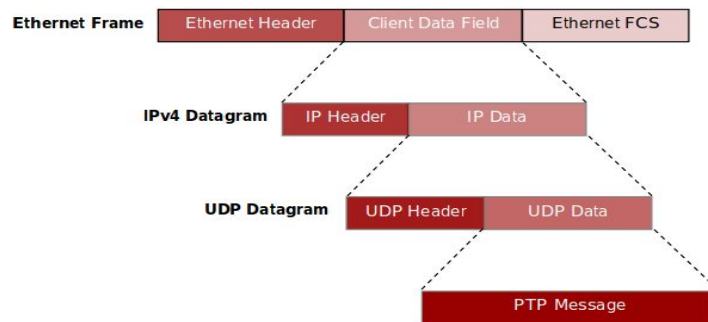 Ethernet Frame Ethernet Header Client Data Field Ethernet FCS
IPv4 Datagram IP Header IP Data
UDP Datagram UDP Header UDP Data
PTP Message